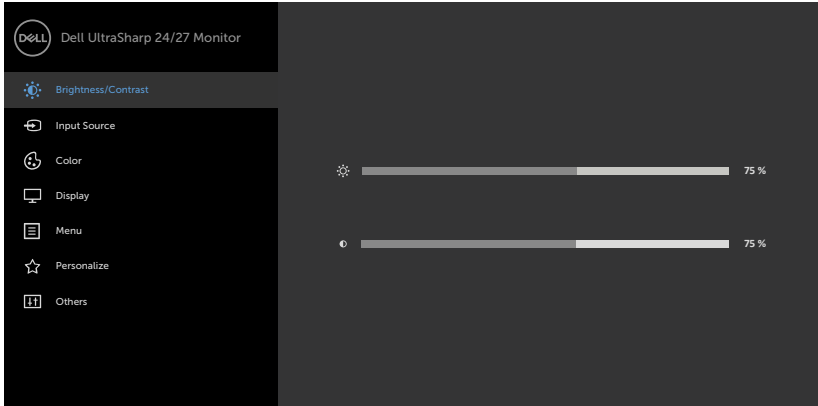 DELL
Dell UltraSharp 24/27 Monitor
Brightness/Contrast
Input Source
Color
75 %
Display
Menu
75 %
Personalize
Others